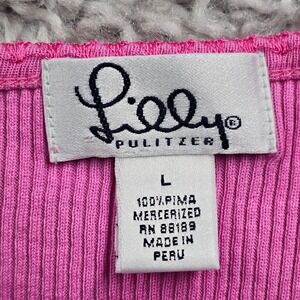 Lilly®
PULITZER
L
100% PIMA
MERCERIZED
RN 88189
MADE IN
PERU